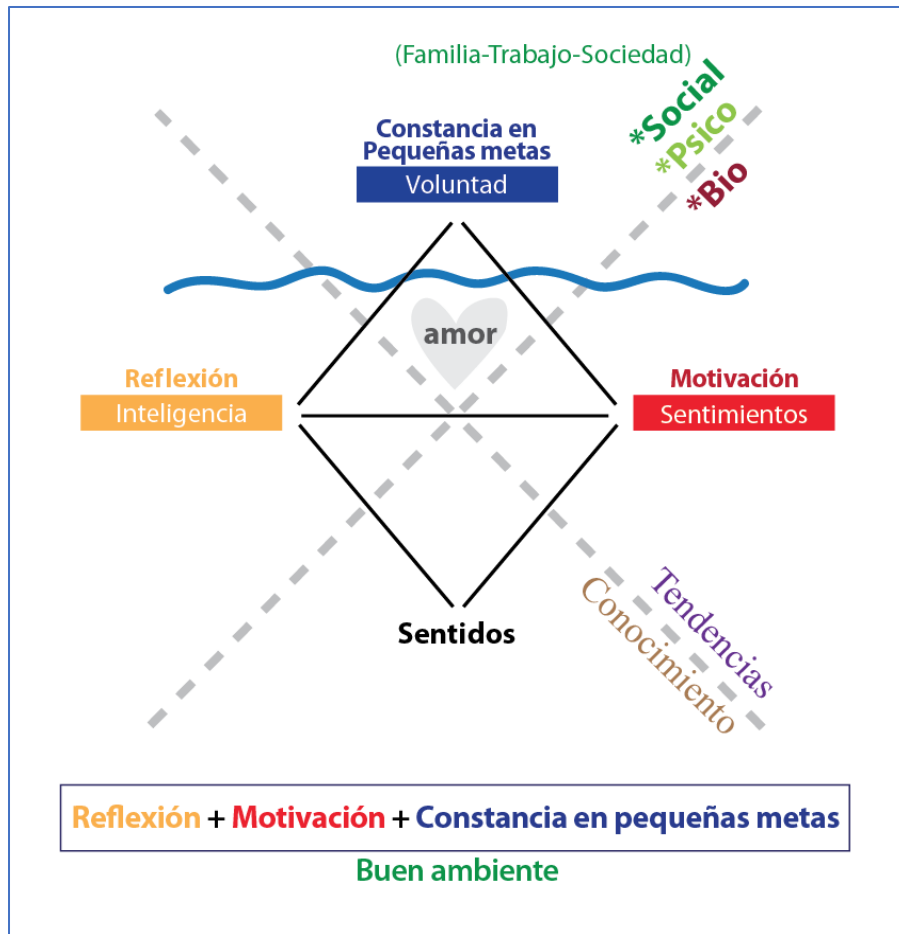 (Familia-Trabajo-Sociedad)
*Social
*Psico
*Bio
Constancia en
Pequeñas metas
Voluntad
amor
Reflexión
Inteligencia
Motivación
Sentimientos
Sentidos
Tendencias
Conocimiento
Reflexión + Motivación + Constancia en pequeñas metas
Buen ambiente